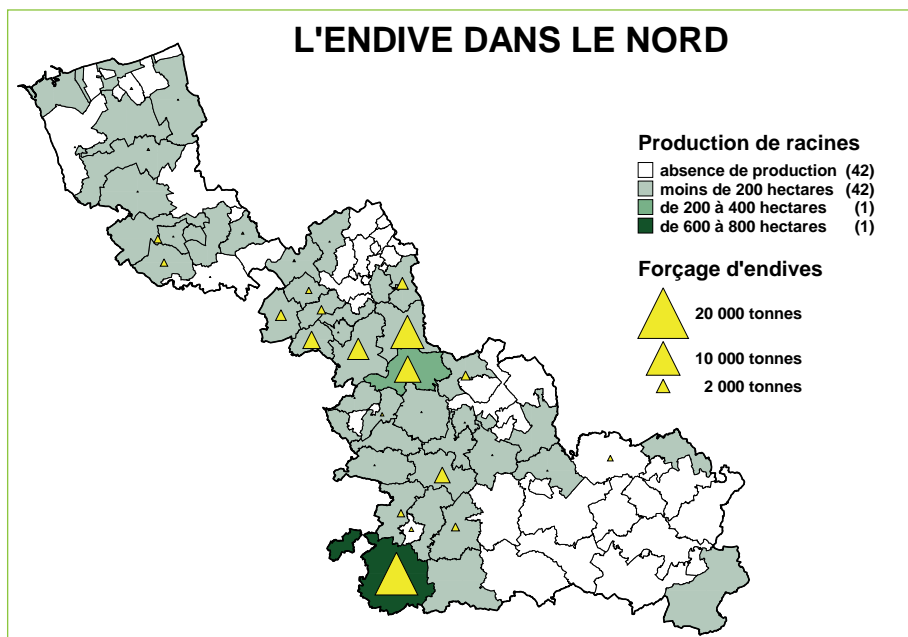 L'ENDIVE DANS LE NORD
Production de racines
absence de production (42)
moins de 200 hectares (42)
de 200 à 400 hectares (1)
de 600 à 800 hectares (1)
Forçage d'endives
20 000 tonnes
10 000 tonnes
2 000 tonnes